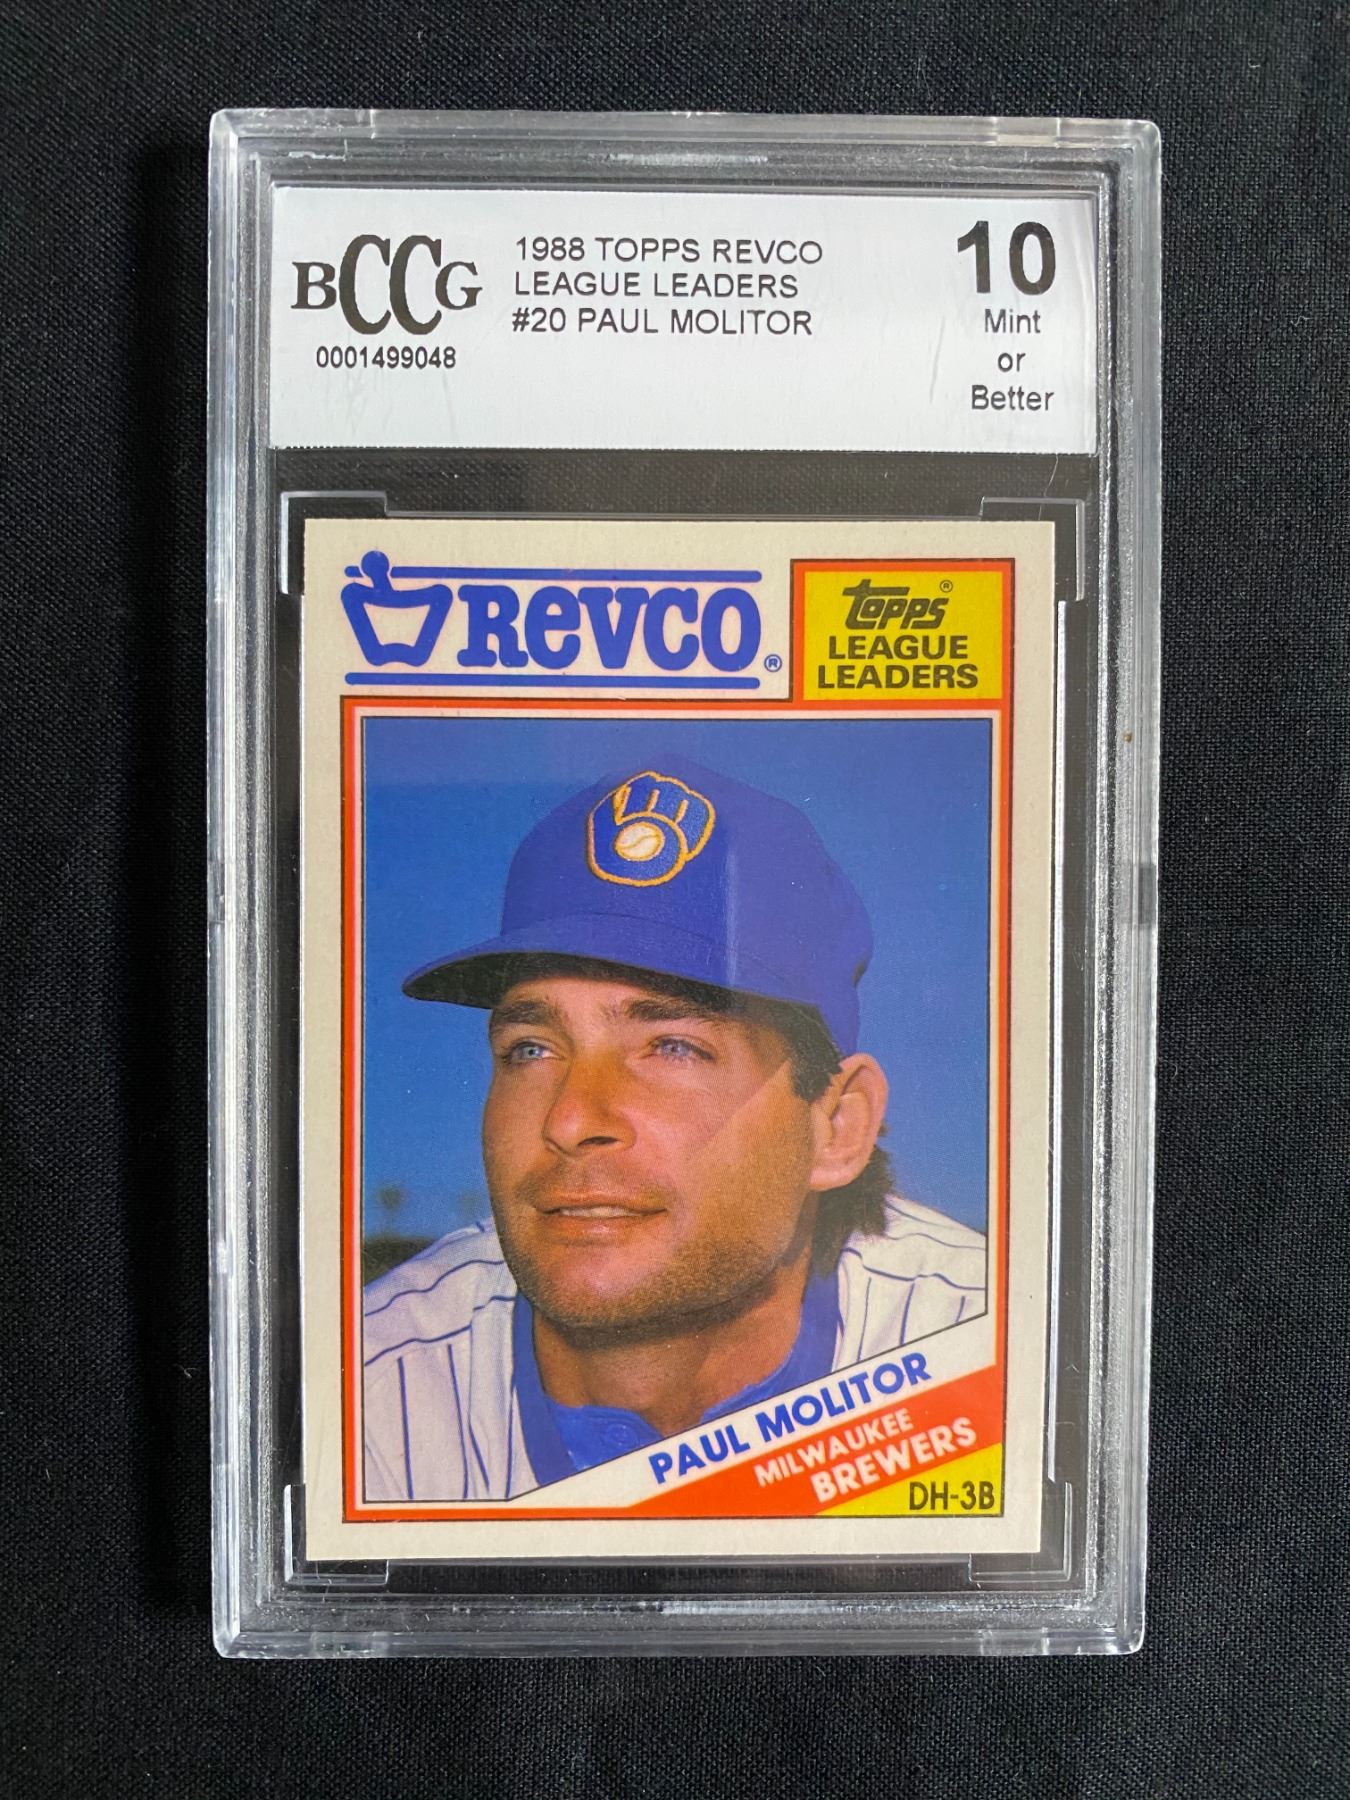 BCCG
0001499048
1988 TOPPS REVCO
LEAGUE LEADERS
#20 PAUL MOLITOR
10
Mint
or
Better
REVCO®
TOPPS®
LEAGUE
LEADERS
PAUL MOLITOR
MILWAUKEE
BREWERS
DH-3B